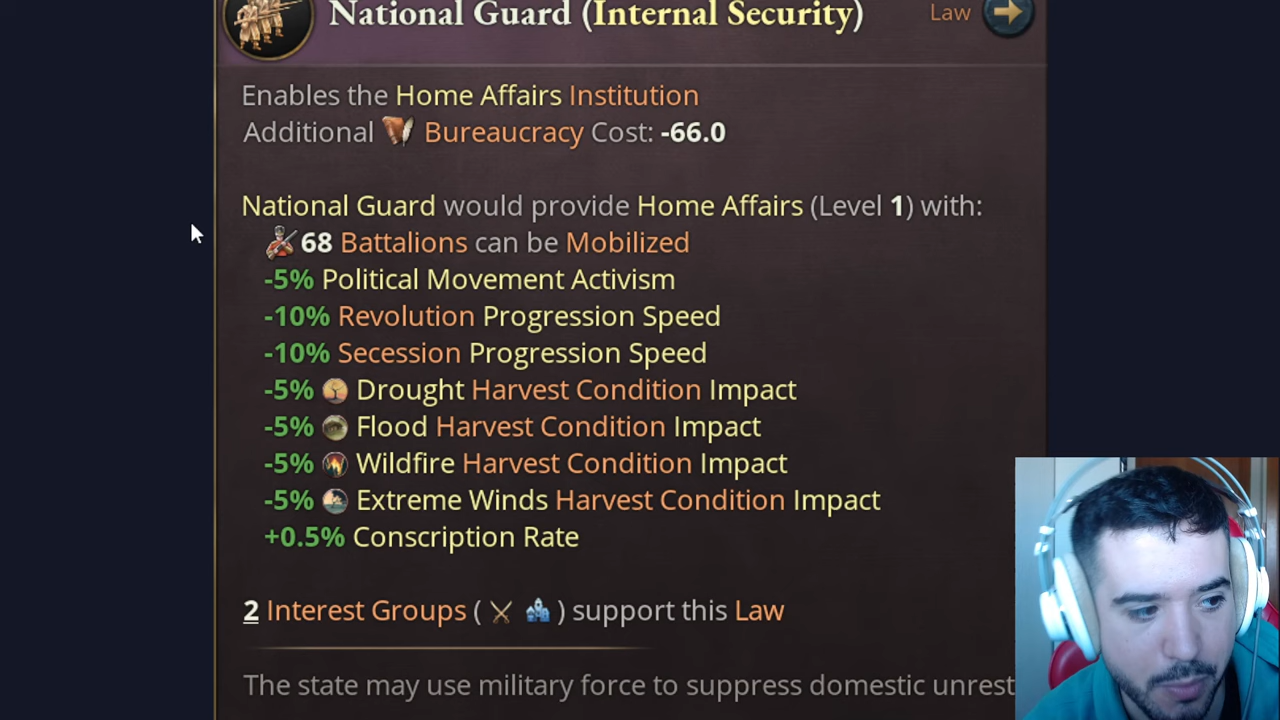 National Guard (Internal Security)
Law
Enables the Home Affairs Institution
Additional Bureaucracy Cost: -66.0
National Guard would provide Home Affairs (Level 1) with:
68 Battalions can be Mobilized
-5% Political Movement Activism
-10% Revolution Progression Speed
-10% Secession Progression Speed
-5% Drought Harvest Condition Impact
-5% Flood Harvest Condition Impact
-5% Wildfire Harvest Condition Impact
-5% Extreme Winds Harvest Condition Impact
+0.5% Conscription Rate
2 Interest Groups ( ) support this Law
The state may use military force to suppress domestic unrest